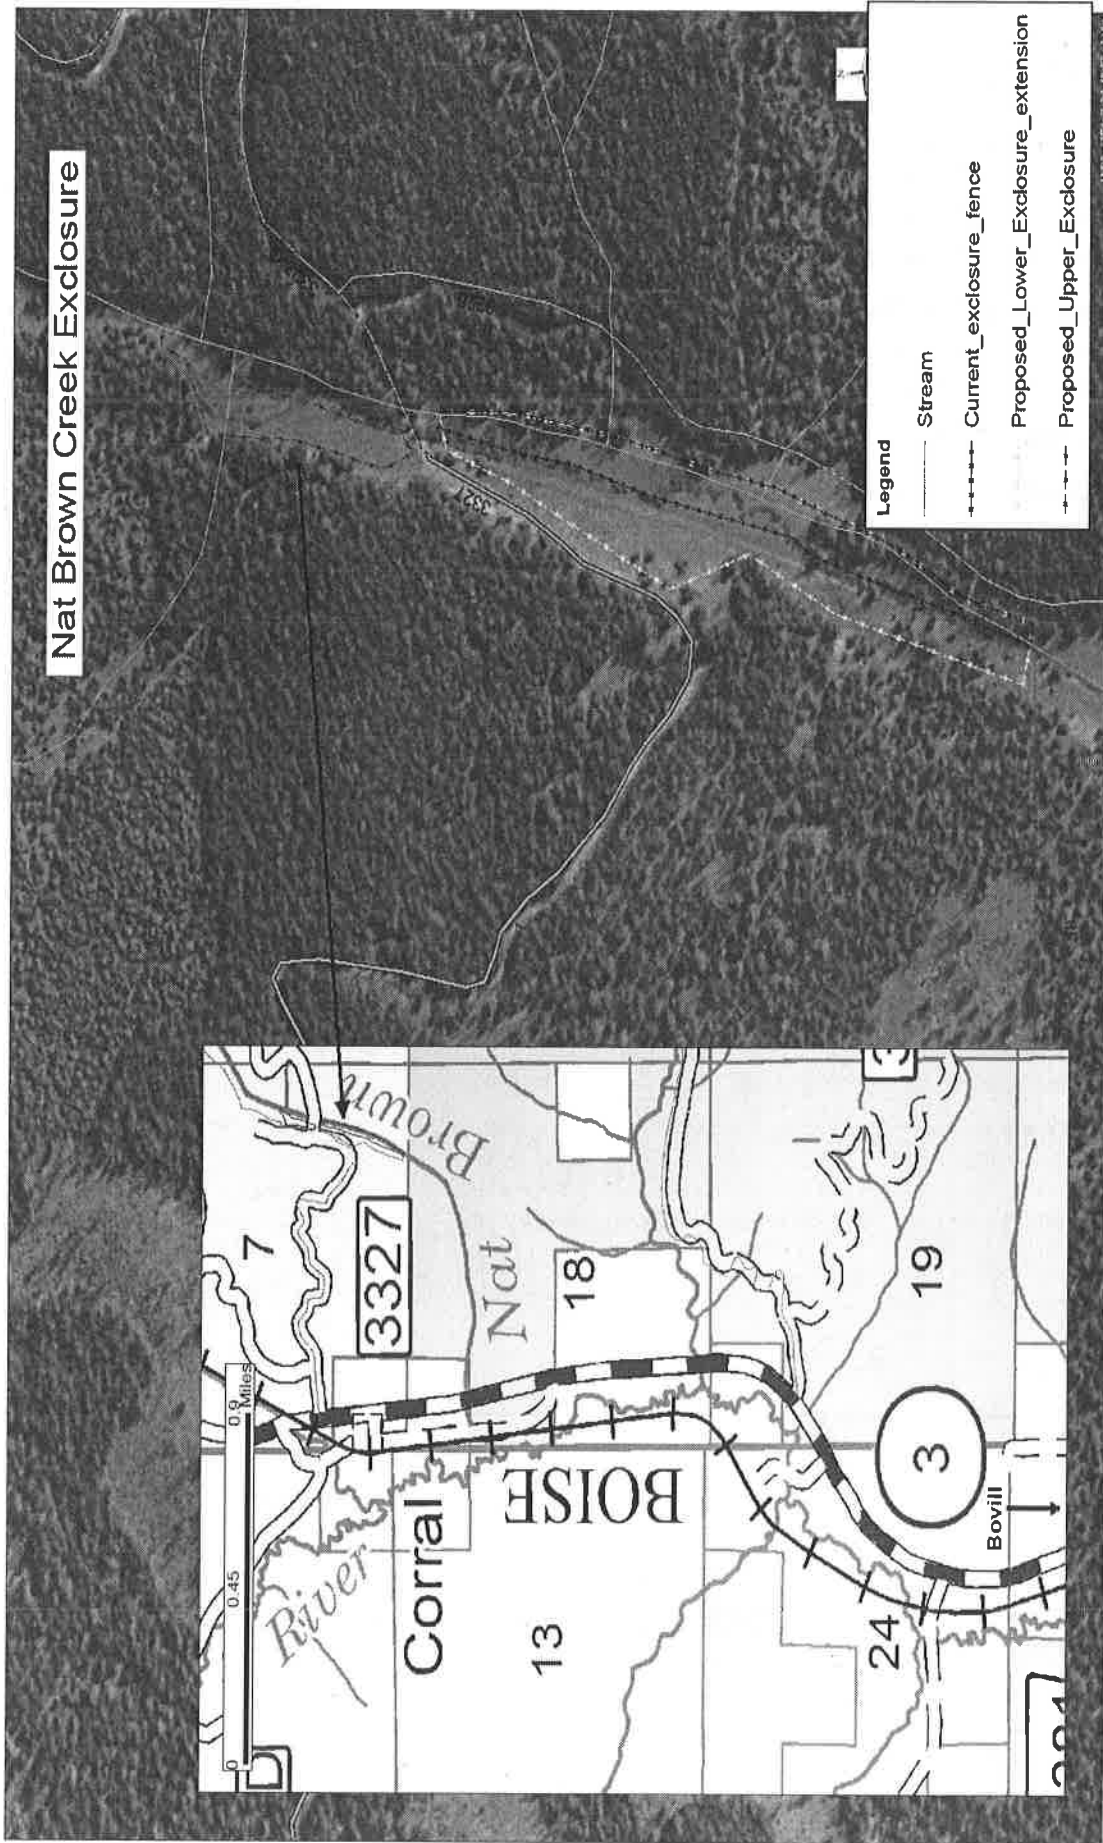 Nat Brown Creek Exclosure
N
Legend
Stream
Current_exclosure_fence
Proposed_Lower_Exclosure_extension
Proposed_Upper_Exclosure
0
0.45
0.9
Miles
D
River
7
3327
Brown
Nat
Corral
BOISE
13
18
24
19
3
Bovill